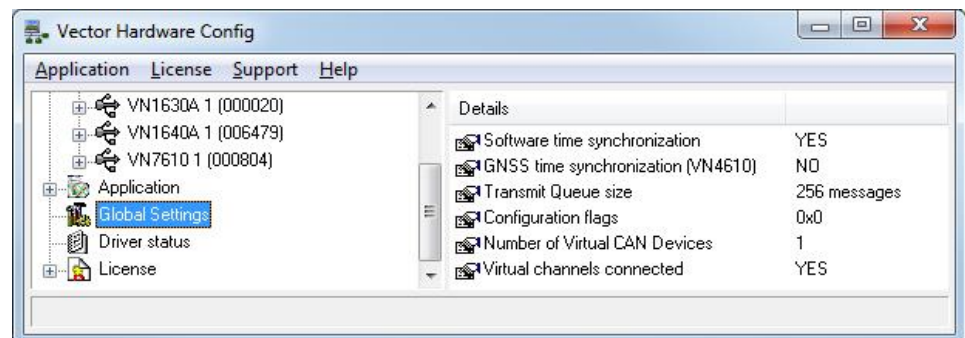 Vector Hardware Config
Application License Support Help
VN1630A 1 (000020)
VN1640A 1 (006479)
VN7610 1 (000804)
Application
Global Settings
Driver status
License
Details
Software time synchronization YES
GNSS time synchronization (VN4610) NO
Transmit Queue size 256 messages
Configuration flags 0x0
Number of Virtual CAN Devices 1
Virtual channels connected YES